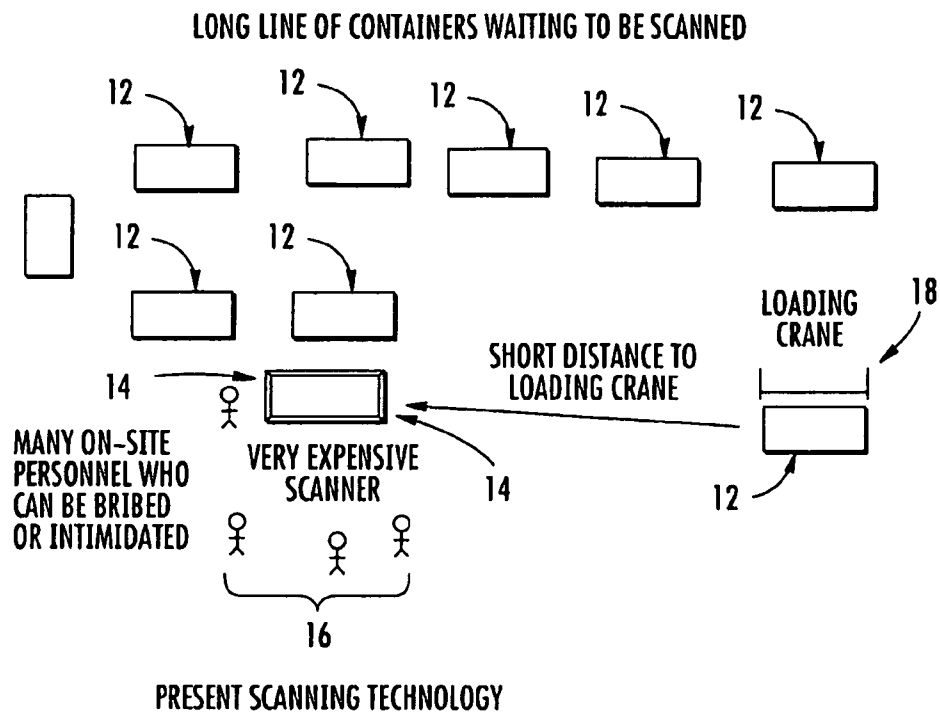 LONG LINE OF CONTAINERS WAITING TO BE SCANNED
12
12
12
12
12
12
12
LOADING
CRANE
18
SHORT DISTANCE TO
LOADING CRANE
14
MANY ON-SITE
PERSONNEL WHO
CAN BE BRIBED
OR INTIMIDATED
VERY EXPENSIVE
SCANNER
14
12
16
PRESENT SCANNING TECHNOLOGY